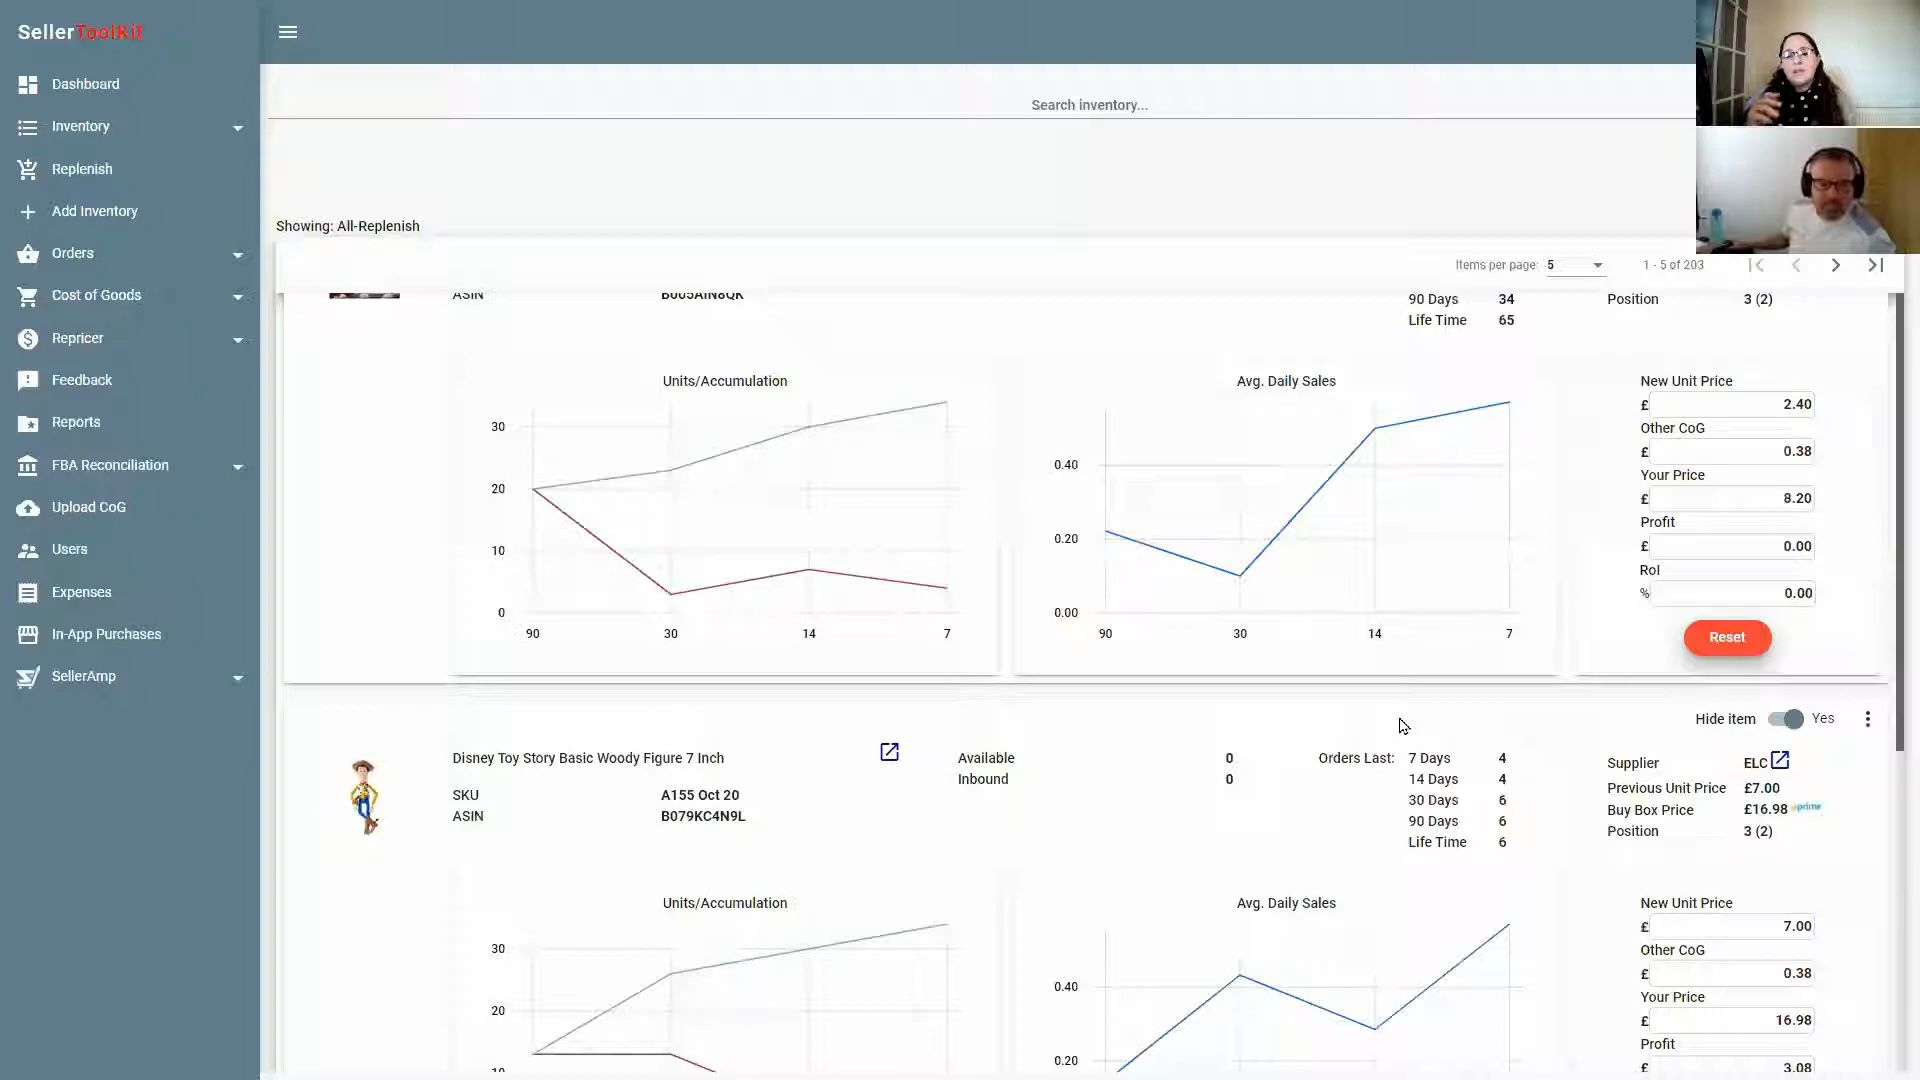 SellerToolKit
Dashboard
Inventory
Replenish
Add Inventory
Orders
Cost of Goods
Repricer
Feedback
Reports
FBA Reconciliation
Upload CoG
Users
Expenses
In-App Purchases
SellerAmp
Search inventory...
Showing: All-Replenish
Items per page: 5 1 - 5 of 203
ASIN B005AIN8QK
90 Days 34
Life Time 65
Position 3 (2)
Units/Accumulation
30
20
10
0
90 30 14 7
Avg. Daily Sales
0.40
0.20
0.00
90 30 14 7
New Unit Price
£ 2.40
Other CoG
£ 0.38
Your Price
£ 8.20
Profit
£ 0.00
RoI
% 0.00
Reset
Hide item Yes
Disney Toy Story Basic Woody Figure 7 Inch
SKU A155 Oct 20
ASIN B079KC4N9L
Available 0
Inbound 0
Orders Last: 7 Days 4
14 Days 4
30 Days 6
90 Days 6
Life Time 6
Supplier ELC
Previous Unit Price £7.00
Buy Box Price £16.98 prime
Position 3 (2)
Units/Accumulation
30
20
10
Avg. Daily Sales
0.40
0.20
New Unit Price
£ 7.00
Other CoG
£ 0.38
Your Price
£ 16.98
Profit
£ 3.08